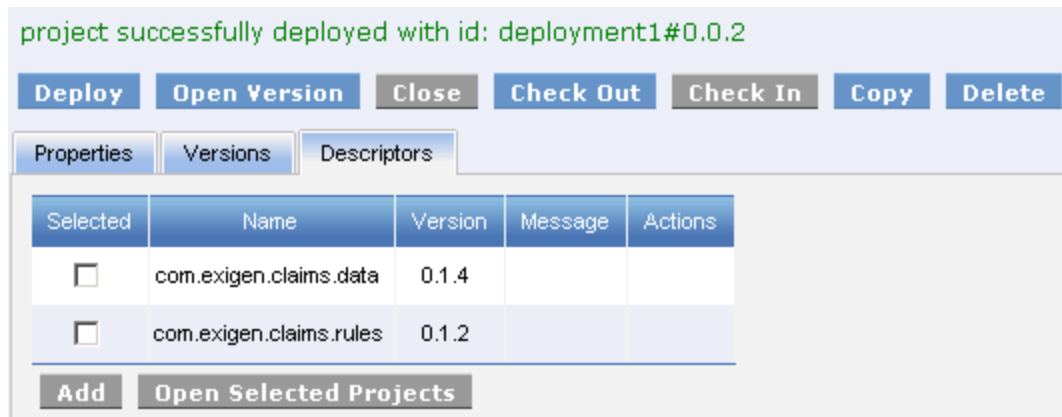 project successfully deployed with id: deployment1#0.0.2
Deploy Open Version Close Check Out Check In Copy Delete
Properties Versions Descriptors
Selected Name Version Message Actions
com.exigen.claims.data 0.1.4
com.exigen.claims.rules 0.1.2
Add Open Selected Projects